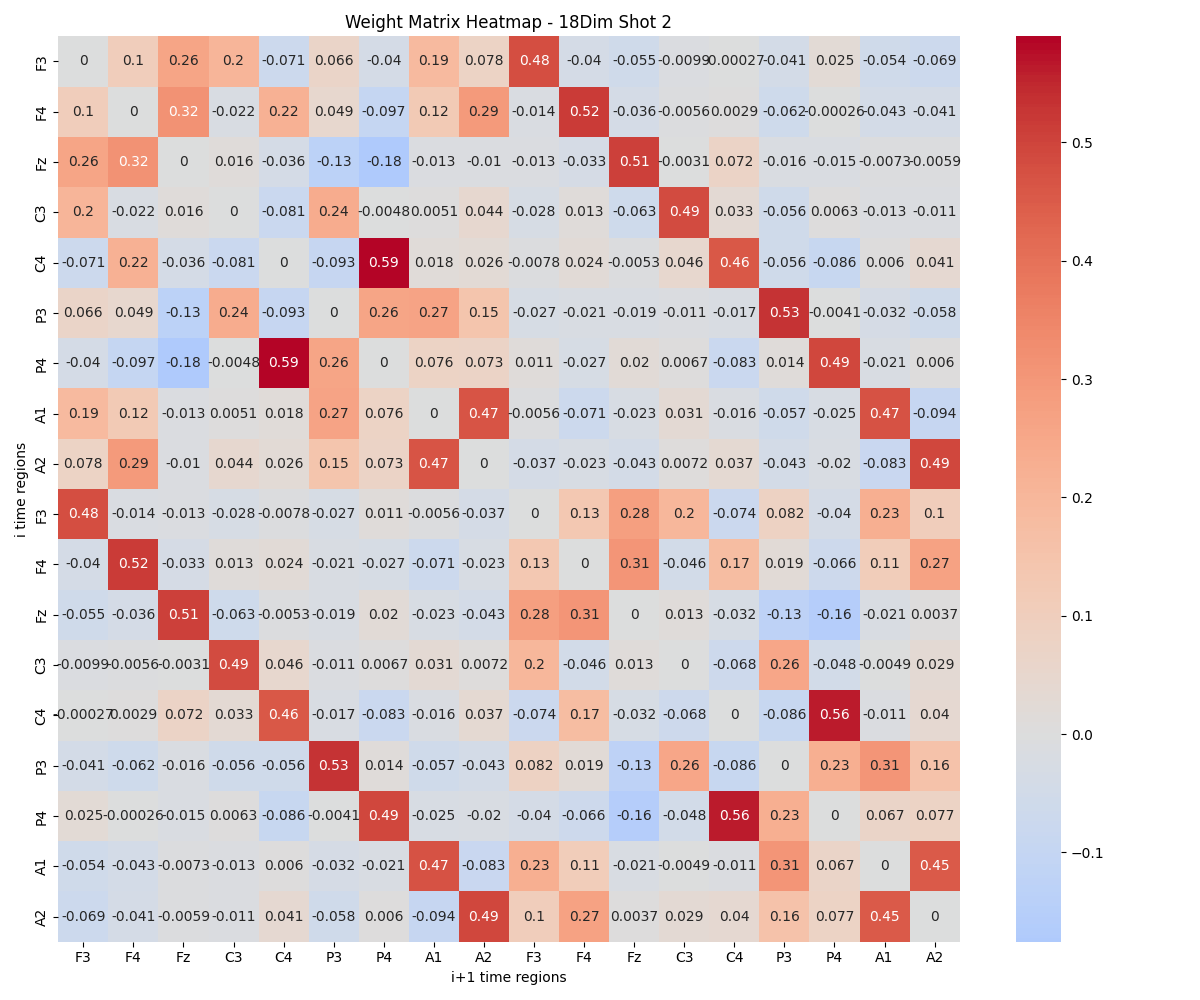 Weight Matrix Heatmap - 18Dim Shot 2
F3 0 0.1 0.26 0.2 -0.071 0.066 -0.04 0.19 0.078 0.48 -0.04 -0.055 -0.0099 0.00027 -0.041 0.025 -0.054 -0.069
F4 0.1 0 0.32 -0.022 0.22 0.049 -0.097 0.12 0.29 -0.014 0.52 -0.036 -0.0056 0.0029 -0.062 -0.00026 -0.043 -0.041
Fz 0.26 0.32 0 0.016 -0.036 -0.13 -0.18 -0.013 -0.01 -0.013 -0.033 0.51 -0.0031 0.072 -0.016 -0.015 -0.0073 -0.0059
C3 0.2 -0.022 0.016 0 -0.081 0.24 -0.0048 0.0051 0.044 -0.028 0.013 -0.063 0.49 0.033 -0.056 0.0063 -0.013 -0.011
C4 -0.071 0.22 -0.036 -0.081 0 -0.093 0.59 0.018 0.026 -0.0078 0.024 -0.0053 0.046 0.46 -0.056 -0.086 0.006 0.041
P3 0.066 0.049 -0.13 0.24 -0.093 0 0.26 0.27 0.15 -0.027 -0.021 -0.019 -0.011 -0.017 0.53 -0.0041 -0.032 -0.058
P4 -0.04 -0.097 -0.18 -0.0048 0.59 0.26 0 0.076 0.073 0.011 -0.027 0.02 0.0067 -0.083 0.014 0.49 -0.021 0.006
A1 0.19 0.12 -0.013 0.0051 0.018 0.27 0.076 0 0.47 -0.0056 -0.071 -0.023 0.031 -0.016 -0.057 -0.025 0.47 -0.094
A2 0.078 0.29 -0.01 0.044 0.026 0.15 0.073 0.47 0 -0.037 -0.023 -0.043 0.0072 0.037 -0.043 -0.02 -0.083 0.49
F3 0.48 -0.014 -0.013 -0.028 -0.0078 -0.027 0.011 -0.0056 -0.037 0 0.13 0.28 0.2 -0.074 0.082 -0.04 0.23 0.1
F4 -0.04 0.52 -0.033 0.013 0.024 -0.021 -0.027 -0.071 -0.023 0.13 0 0.31 -0.046 0.17 0.019 -0.066 0.11 0.27
Fz -0.055 -0.036 0.51 -0.063 -0.0053 -0.019 0.02 -0.023 -0.043 0.28 0.31 0 0.013 -0.032 -0.13 -0.16 -0.021 0.0037
C3 -0.0099 -0.0056 -0.0031 0.49 0.046 -0.011 0.0067 0.031 0.0072 0.2 -0.046 0.013 0 -0.068 0.26 -0.048 -0.0049 0.029
C4 -0.00027 0.0029 0.072 0.033 0.46 -0.017 -0.083 -0.016 0.037 -0.074 0.17 -0.032 -0.068 0 -0.086 0.56 -0.011 0.04
P3 -0.041 -0.062 -0.016 -0.056 -0.056 0.53 0.014 -0.057 -0.043 0.082 0.019 -0.13 0.26 -0.086 0 0.23 0.31 0.16
P4 0.025 -0.00026 -0.015 0.0063 -0.086 -0.0041 0.49 -0.025 -0.02 -0.04 -0.066 -0.16 -0.048 0.56 0.23 0 0.067 0.077
A1 -0.054 -0.043 -0.0073 -0.013 0.006 -0.032 -0.021 0.47 -0.083 0.23 0.11 -0.021 -0.0049 -0.011 0.31 0.067 0 0.45
A2 -0.069 -0.041 -0.0059 -0.011 0.041 -0.058 0.006 -0.094 0.49 0.1 0.27 0.0037 0.029 0.04 0.16 0.077 0.45 0
F3 F4 Fz C3 C4 P3 P4 A1 A2 F3 F4 Fz C3 C4 P3 P4 A1 A2
i+1 time regions
i time regions
0.5
0.4
0.3
0.2
0.1
0.0
−0.1